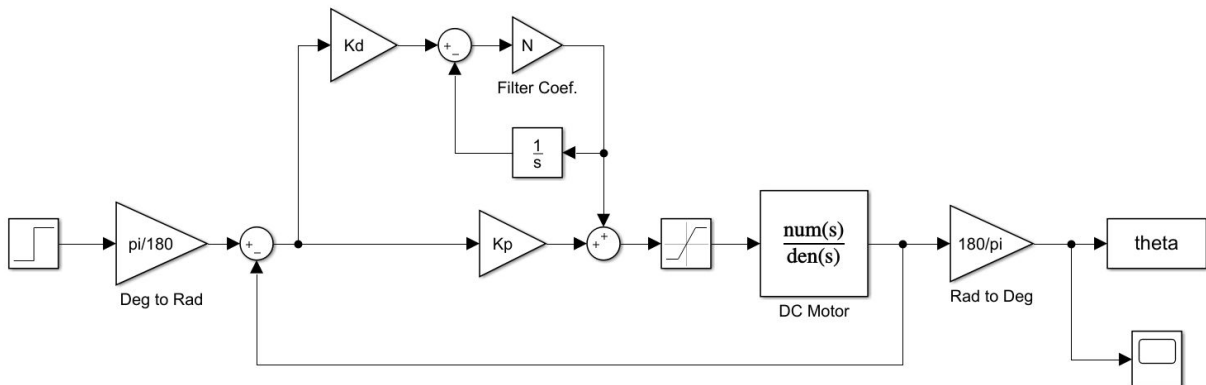 Kd
+
−
N
Filter Coef.
1
s
pi/180
Deg to Rad
+
−
Kp
+
+
num(s)
den(s)
DC Motor
180/pi
Rad to Deg
theta